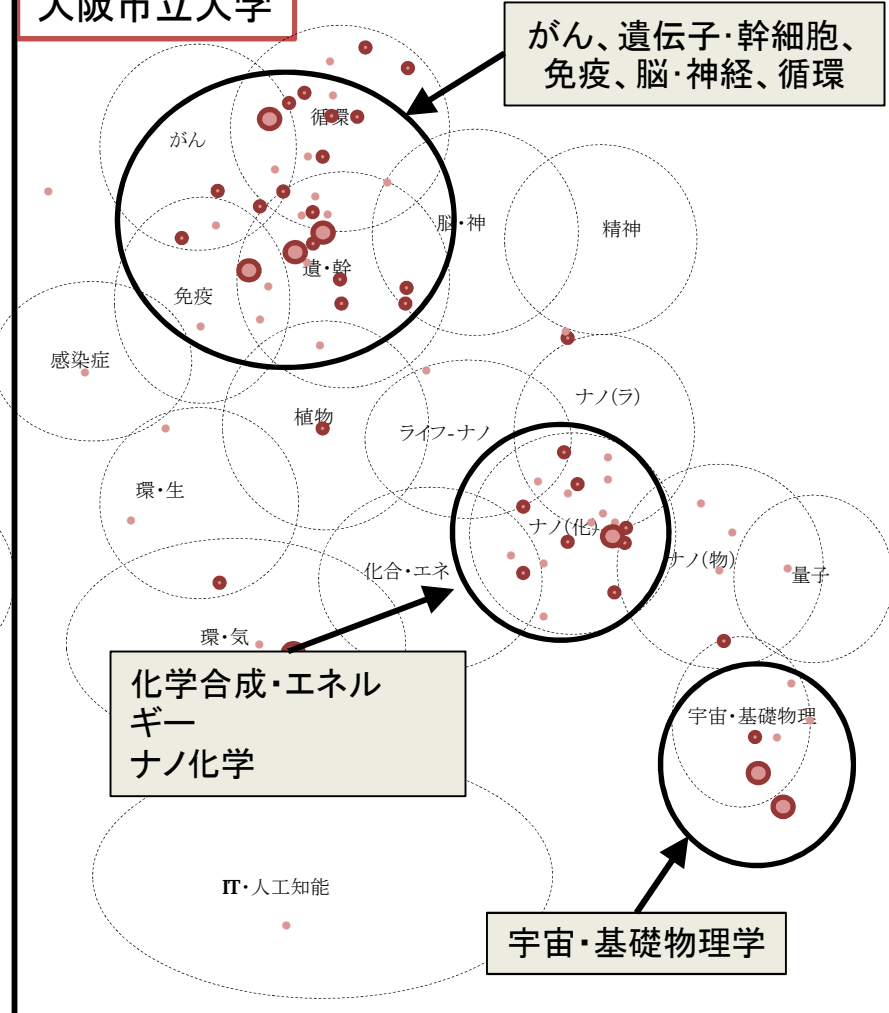 大阪市立大学
がん、遺伝子・幹細胞、
免疫、脳・神経、循環
がん
循環
脳・神
精神
遺・幹
免疫
感染症
植物
ライフ-ナノ
ナノ(ラ)
環・生
ナノ(化)
化合・エネ
ナノ(物)
量子
環・気
化学合成・エネル
ギー
ナノ化学
宇宙・基礎物理
IT・人工知能
宇宙・基礎物理学